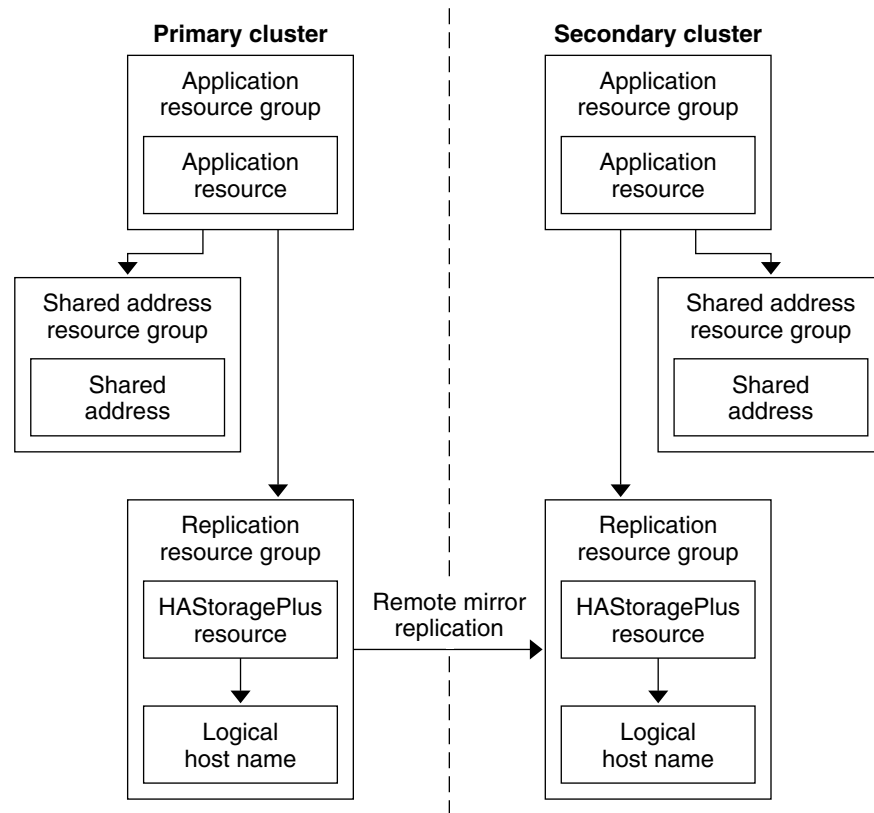 Primary cluster
Application
resource group
Application
resource
Shared address
resource group
Shared
address
Replication
resource group
HAStoragePlus
resource
Logical
host name
Remote mirror
replication
Secondary cluster
Application
resource group
Application
resource
Shared address
resource group
Shared
address
Replication
resource group
HAStoragePlus
resource
Logical
host name